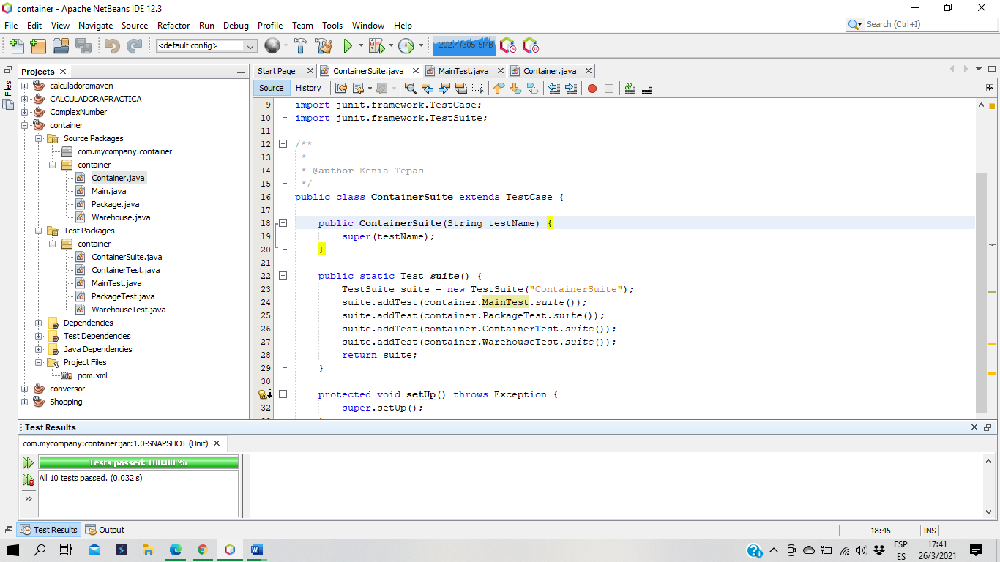 container - Apache NetBeans IDE 12.3
File Edit View Navigate Source Refactor Run Debug Profile Team Tools Window Help
Search (Ctrl+I)
<default config>
202.4/305.5MB
Files
Projects
calculadoramaven
CALCULADORAPRACTICA
ComplexNumber
container
Source Packages
com.mycompany.container
container
Container.java
Main.java
Package.java
Warehouse.java
Test Packages
container
ContainerSuite.java
ContainerTest.java
MainTest.java
PackageTest.java
WarehouseTest.java
Dependencies
Test Dependencies
Java Dependencies
Project Files
pom.xml
conversor
Shopping
Start Page ContainerSuite.java MainTest.java Container.java
Source History
9 import junit.framework.TestCase;
10 import junit.framework.TestSuite;
11
12 /**
13 *
14 * @author Kenia Tepas
15 */
16 public class ContainerSuite extends TestCase {
17
18 public ContainerSuite(String testName) {
19 super(testName);
20 }
21
22 public static Test suite() {
23 TestSuite suite = new TestSuite("ContainerSuite");
24 suite.addTest(container.MainTest.suite());
25 suite.addTest(container.PackageTest.suite());
26 suite.addTest(container.ContainerTest.suite());
27 suite.addTest(container.WarehouseTest.suite());
28 return suite;
29 }
30
protected void setUp() throws Exception {
32 super.setUp();
Test Results
com.mycompany:container:jar:1.0-SNAPSHOT (Unit)
Tests passed: 100.00 %
All 10 tests passed. (0.032 s)
Test Results Output
18:45 INS
ESP
ES
17:41
26/3/2021